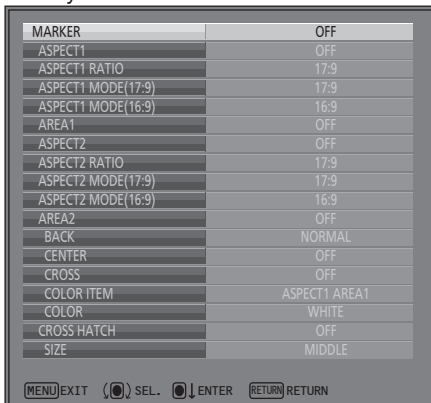 MARKER OFF
ASPECT1 OFF
ASPECT1 RATIO 17:9
ASPECT1 MODE(17:9) 17:9
ASPECT1 MODE(16:9) 16:9
AREA1 OFF
ASPECT2 OFF
ASPECT2 RATIO 17:9
ASPECT2 MODE(17:9) 17:9
ASPECT2 MODE(16:9) 16:9
AREA2 OFF
BACK NORMAL
CENTER OFF
CROSS OFF
COLOR ITEM ASPECT1 AREA1
COLOR WHITE
CROSS HATCH OFF
SIZE MIDDLE
MENU EXIT SEL. ENTER RETURN RETURN